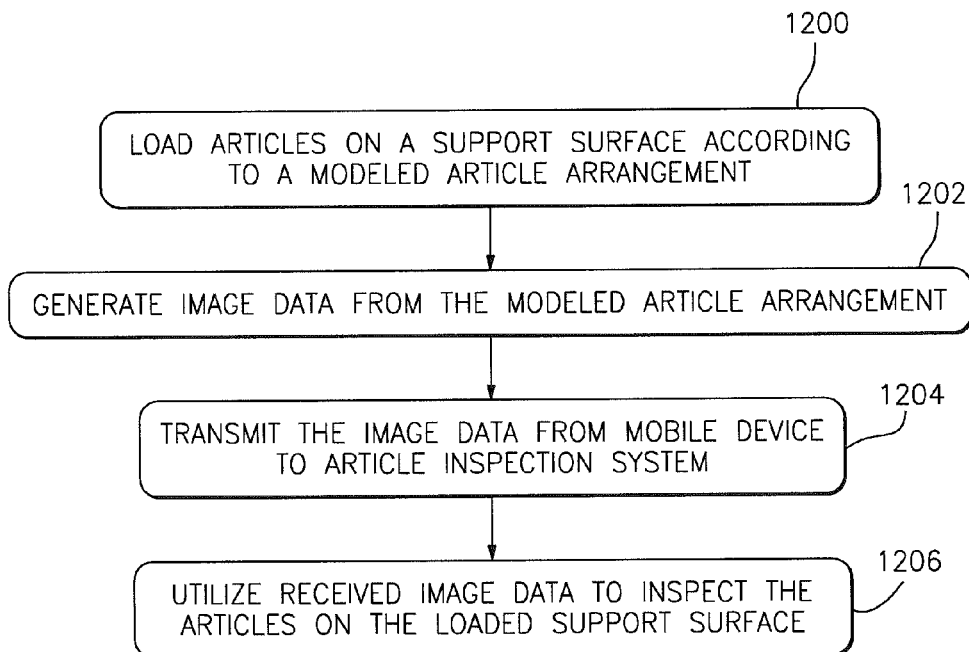 1200
LOAD ARTICLES ON A SUPPORT SURFACE ACCORDING
TO A MODELED ARTICLE ARRANGEMENT
1202
GENERATE IMAGE DATA FROM THE MODELED ARTICLE ARRANGEMENT
1204
TRANSMIT THE IMAGE DATA FROM MOBILE DEVICE
TO ARTICLE INSPECTION SYSTEM
1206
UTILIZE RECEIVED IMAGE DATA TO INSPECT THE
ARTICLES ON THE LOADED SUPPORT SURFACE